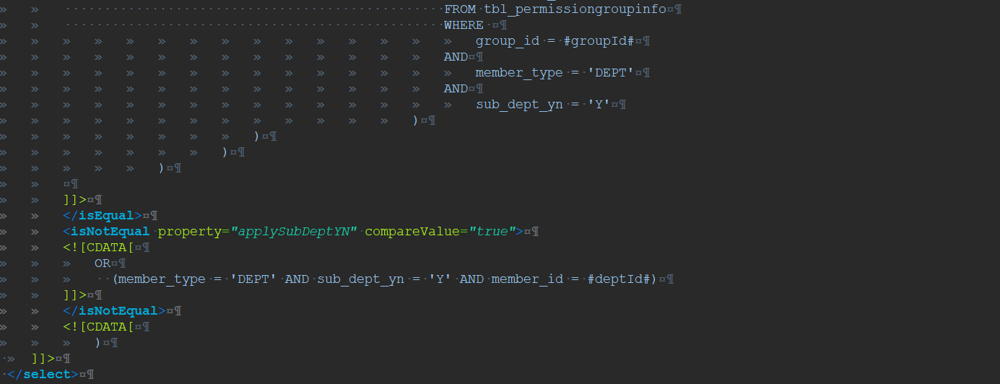 FROM tbl_permissiongroupinfo
WHERE
group_id = #groupId#
AND
member_type = 'DEPT'
AND
sub_dept_yn = 'Y'
)
)
)
)
]]>
</isEqual>
<isNotEqual property="applySubDeptYN" compareValue="true">
<![CDATA[
OR
(member_type = 'DEPT' AND sub_dept_yn = 'Y' AND member_id = #deptId#)
]]>
</isNotEqual>
<![CDATA[
)
]]>
</select>